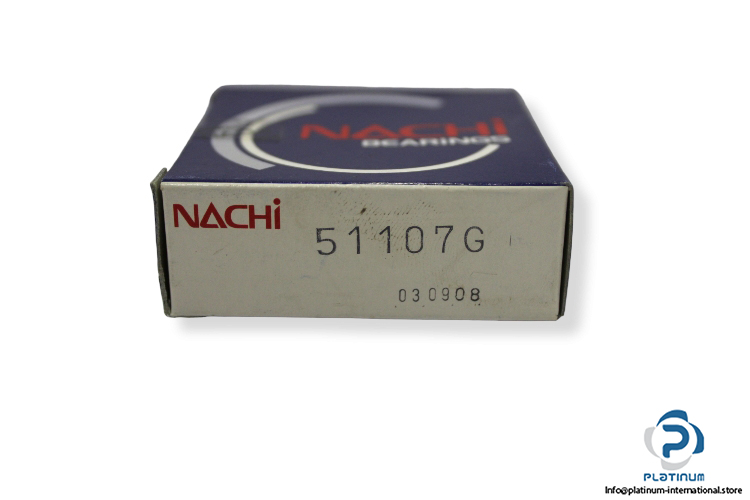 NACHi
BEARINGS
NACHi
51107G
030908
PLATINUM
Info@platinum-international.store